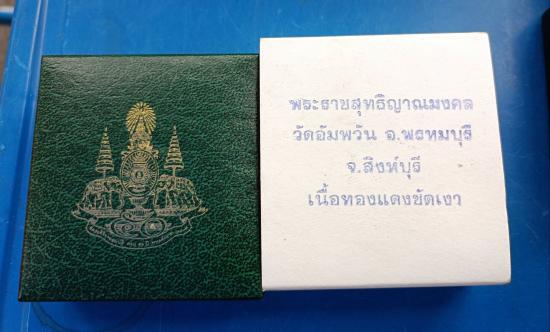 พระราชสุทธิญาณมงคล
วัดอัมพวัน อ.พรหมบุรี
จ.สิงห์บุรี
เนื้อทองแดงขัดเงา